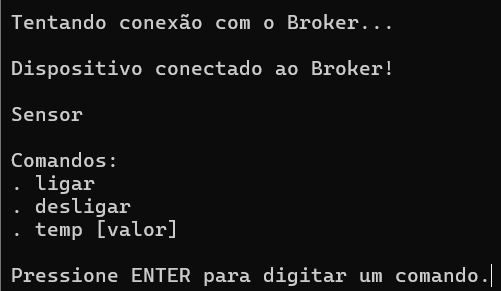 Tentando conexão com o Broker...
Dispositivo conectado ao Broker!
Sensor
Comandos:
. ligar
. desligar
. temp [valor]
Pressione ENTER para digitar um comando.